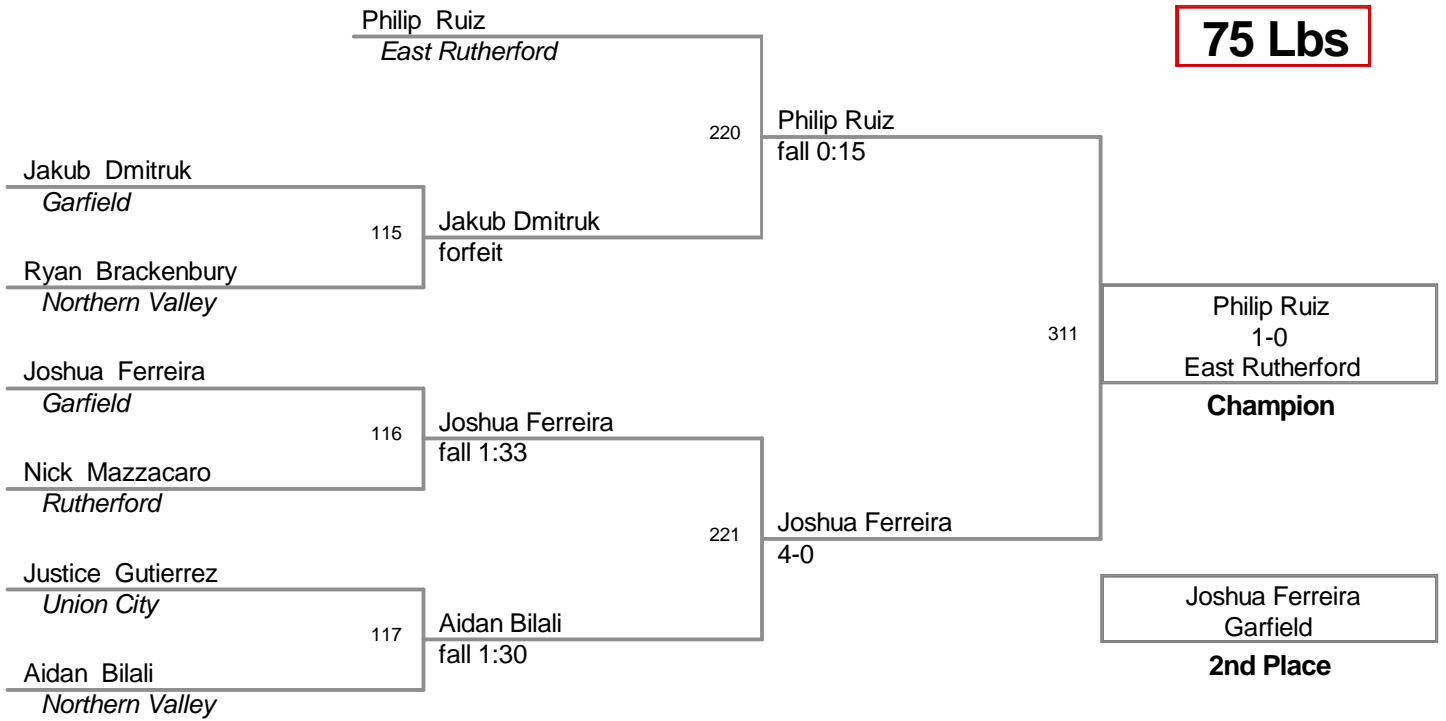 Philip Ruiz
East Rutherford
75 Lbs
220
Philip Ruiz
fall 0:15
Jakub Dmitruk
Garfield
115
Jakub Dmitruk
forfeit
Ryan Brackenbury
Northern Valley
311
Philip Ruiz
1-0
East Rutherford
Champion
Joshua Ferreira
Garfield
116
Joshua Ferreira
fall 1:33
Nick Mazzacaro
Rutherford
221
Joshua Ferreira
4-0
Justice Gutierrez
Union City
117
Aidan Bilali
fall 1:30
Aidan Bilali
Northern Valley
Joshua Ferreira
Garfield
2nd Place